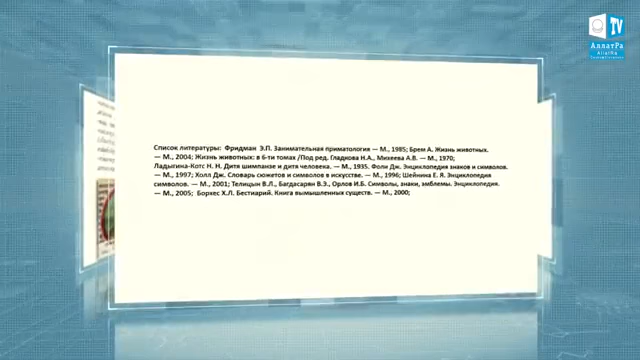 TV
АллатРа
AllatRa
Список литературы: Фридман Э.П. Занимательная приматология — М., 1985; Брем А. Жизнь животных.
— М., 2004; Жизнь животных: в 6-ти томах /Под ред. Гладкова Н.А., Михеева А.В. — М., 1970;
Ладыгина-Котс Н. Н. Дитя шимпанзе и дитя человека. — М., 1935. Фоли Дж. Энциклопедия знаков и символов.
— М., 1997; Холл Дж. Словарь сюжетов и символов в искусстве. — М., 1996; Шейнина Е. Я. Энциклопедия
символов. — М., 2001; Телицын В.Л., Багдасарян В.Э., Орлов И.Б. Символы, знаки, эмблемы. Энциклопедия.
— М., 2005; Борхес Х.Л. Бестиарий. Книга вымышленных существ. — М., 2000;